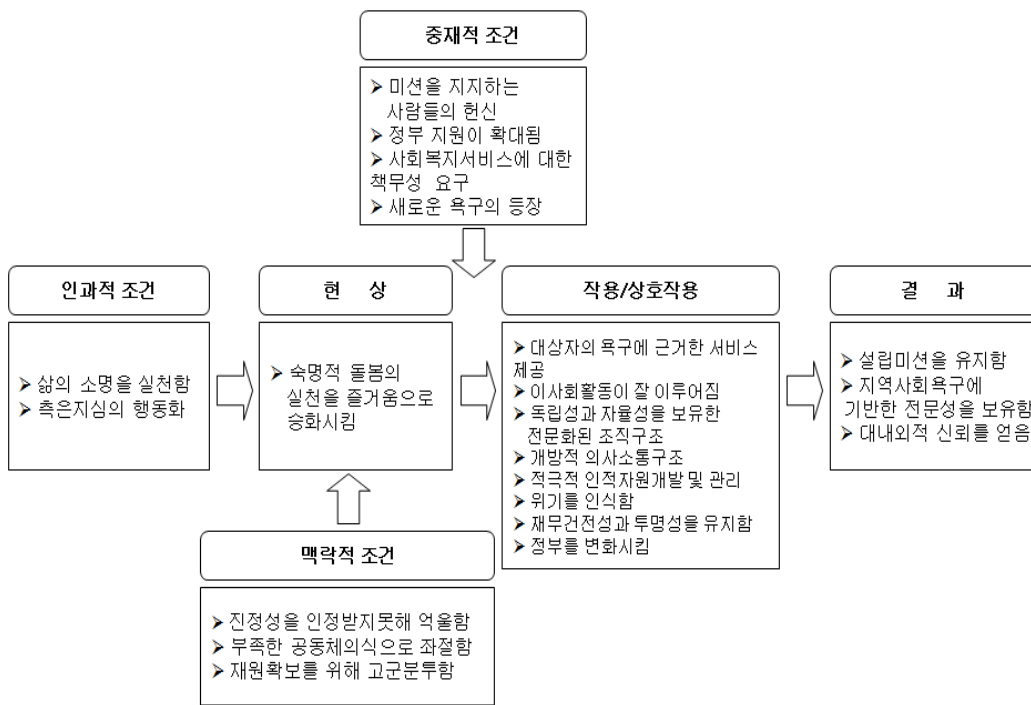 중재적 조건
➢ 미션을 지지하는
사람들의 헌신
➢ 정부 지원이 확대됨
➢ 사회복지서비스에 대한
책무성 요구
➢ 새로운 욕구의 등장
인과적 조건
➢ 삶의 소명을 실천함
➢ 측은지심의 행동화
현 상
➢ 숙명적 돌봄의
실천을 즐거움으로
승화시킴
작용/상호작용
➢ 대상자의 욕구에 근거한 서비스
제공
➢ 이사회활동이 잘 이루어짐
➢ 독립성과 자율성을 보유한
전문화된 조직구조
➢ 개방적 의사소통구조
➢ 적극적 인적자원개발 및 관리
➢ 위기를 인식함
➢ 재무건전성과 투명성을 유지함
➢ 정부를 변화시킴
결 과
➢ 설립미션을 유지함
➢ 지역사회욕구에
기반한 전문성을 보유함
➢ 대내외적 신뢰를 얻음
맥락적 조건
➢ 진정성을 인정받지못해 억울함
➢ 부족한 공동체의식으로 좌절함
➢ 재원확보를 위해 고군분투함